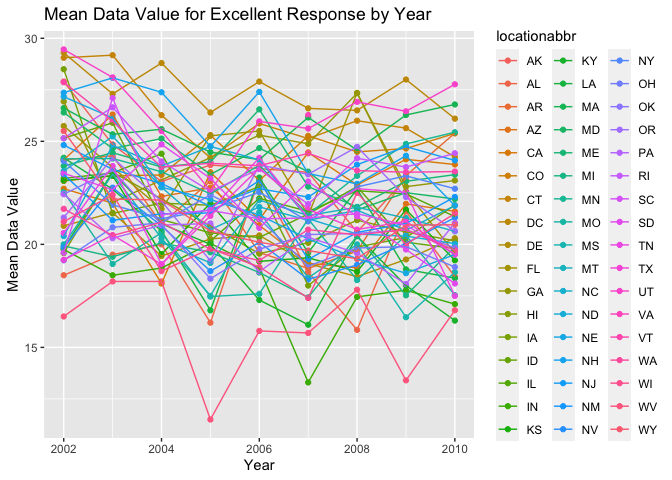 Mean Data Value for Excellent Response by Year
locationabbr
30
25
20
15
Mean Data Value
2002
2004
2006
2008
2010
Year
AK
AL
AR
AZ
CA
CO
CT
DC
DE
FL
GA
HI
IA
ID
IL
IN
KS
KY
LA
MA
MD
ME
MI
MN
MO
MS
MT
NC
ND
NE
NH
NJ
NM
NV
NY
OH
OK
OR
PA
RI
SC
SD
TN
TX
UT
VA
VT
WA
WI
WV
WY